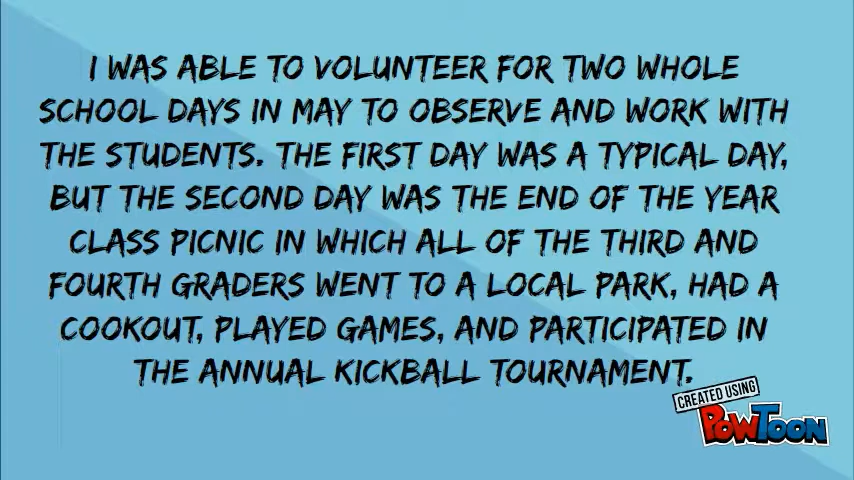 I WAS ABLE TO VOLUNTEER FOR TWO WHOLE
SCHOOL DAYS IN MAY TO OBSERVE AND WORK WITH
THE STUDENTS. THE FIRST DAY WAS A TYPICAL DAY,
BUT THE SECOND DAY WAS THE END OF THE YEAR
CLASS PICNIC IN WHICH ALL OF THE THIRD AND
FOURTH GRADERS WENT TO A LOCAL PARK, HAD A
COOKOUT, PLAYED GAMES, AND PARTICIPATED IN
THE ANNUAL KICKBALL TOURNAMENT.
CREATED USING
POWTOON